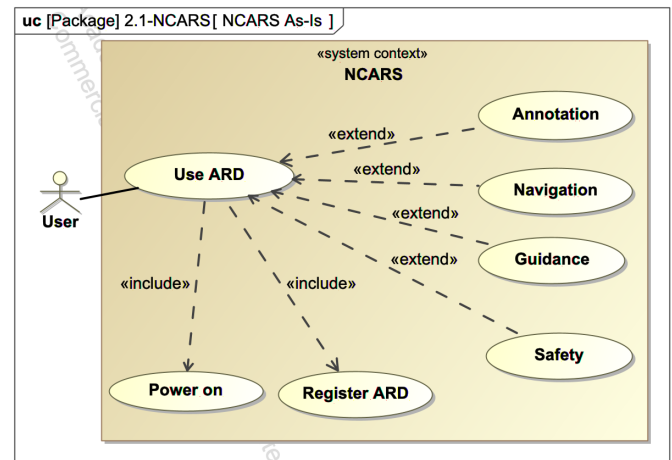 uc [Package] 2.1-NCARS[ NCARS As-Is ]
«system context»
NCARS
Annotation
«extend»
Use ARD
«extend»
Navigation
User
«extend»
«extend»
Guidance
«include»
«include»
Safety
Power on
Register ARD